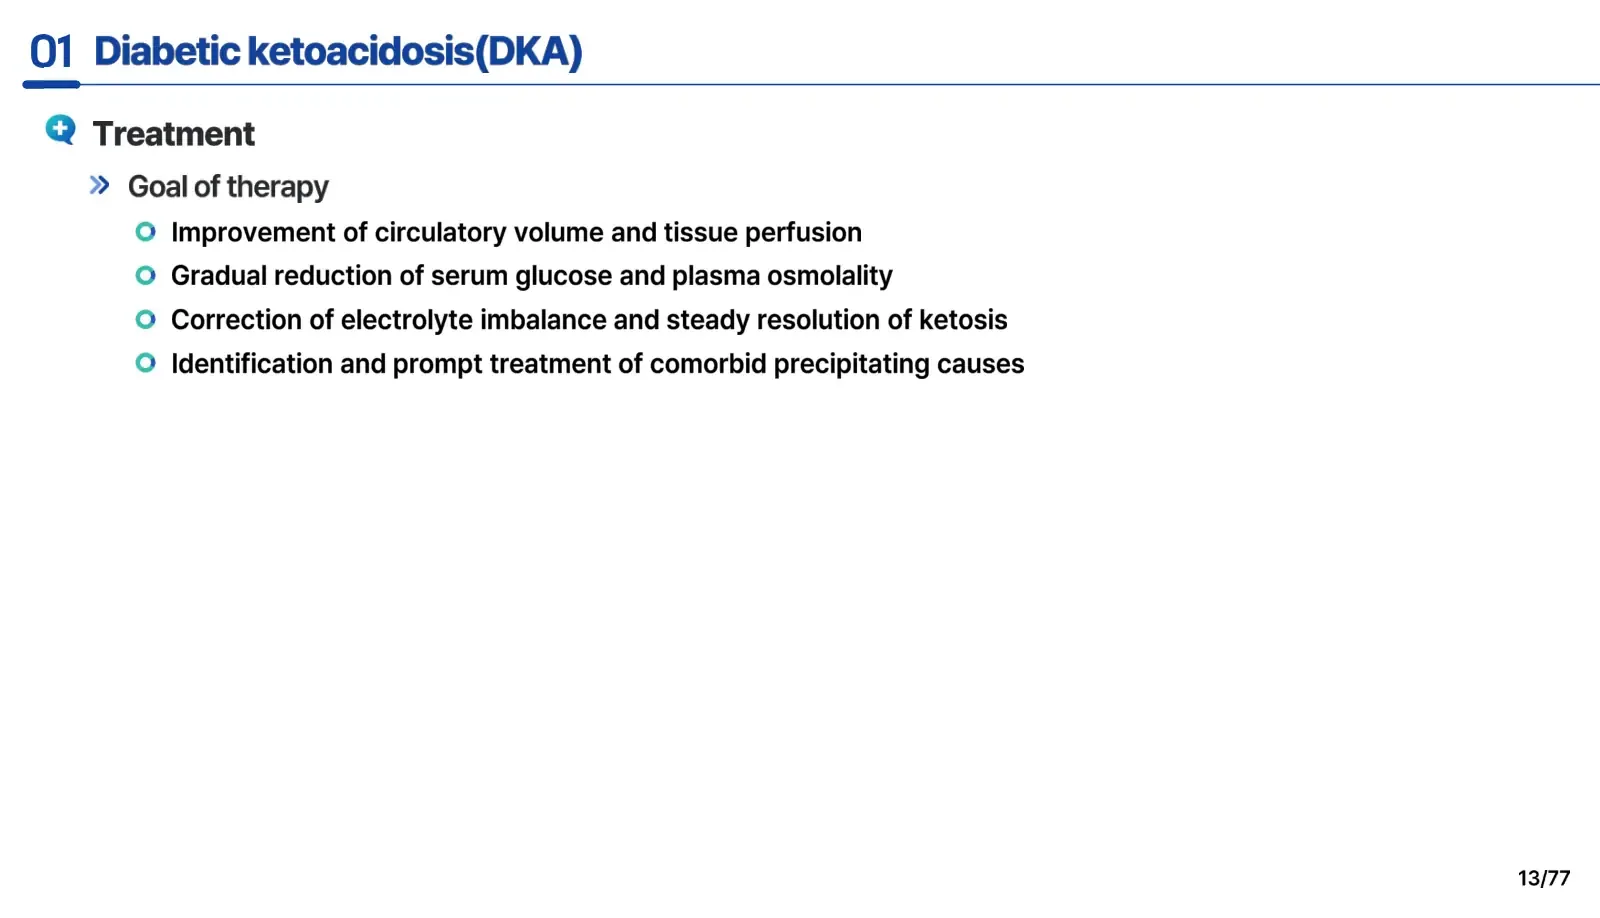 01 Diabetic ketoacidosis(DKA)
Treatment
Goal of therapy
Improvement of circulatory volume and tissue perfusion
Gradual reduction of serum glucose and plasma osmolality
Correction of electrolyte imbalance and steady resolution of ketosis
Identification and prompt treatment of comorbid precipitating causes
13/77